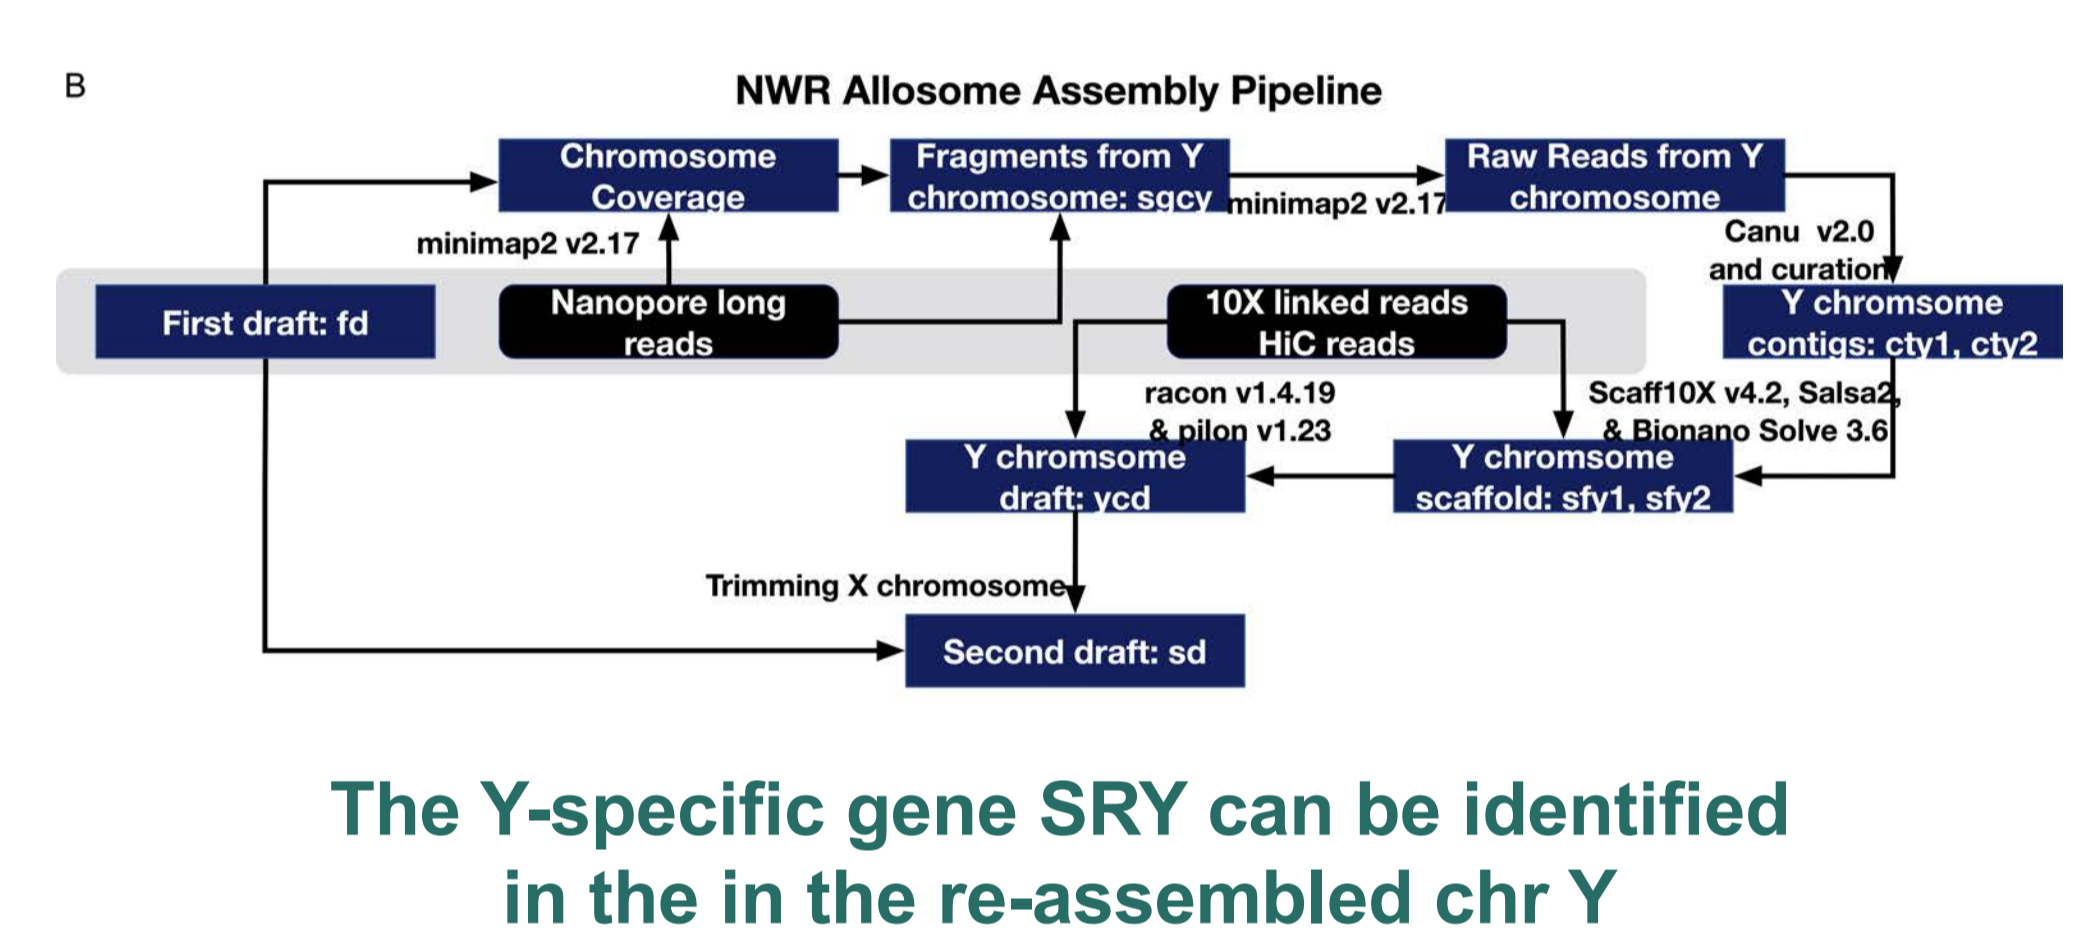 B
NWR Allosome Assembly Pipeline
Chromosome
Coverage
Fragments from Y
chromosome: sgcy
minimap2 v2.17
Raw Reads from Y
chromosome
minimap2 v2.17
Canu v2.0
and curation
First draft: fd
Nanopore long
reads
10X linked reads
HiC reads
Y chromsome
contigs: cty1, cty2
racon v1.4.19
& pilon v1.23
Scaff10X v4.2, Salsa2,
& Bionano Solve 3.6
Y chromsome
draft: ycd
Y chromsome
scaffold: sfy1, sfy2
Trimming X chromosome
Second draft: sd
The Y-specific gene SRY can be identified
in the in the re-assembled chr Y